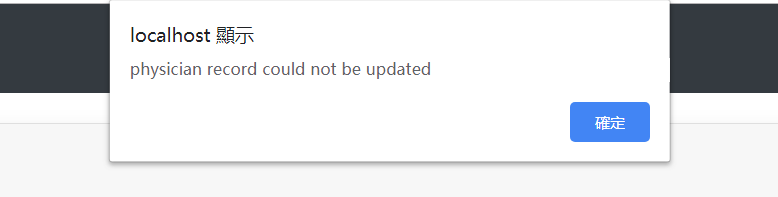 localhost 顯示
physician record could not be updated
確定